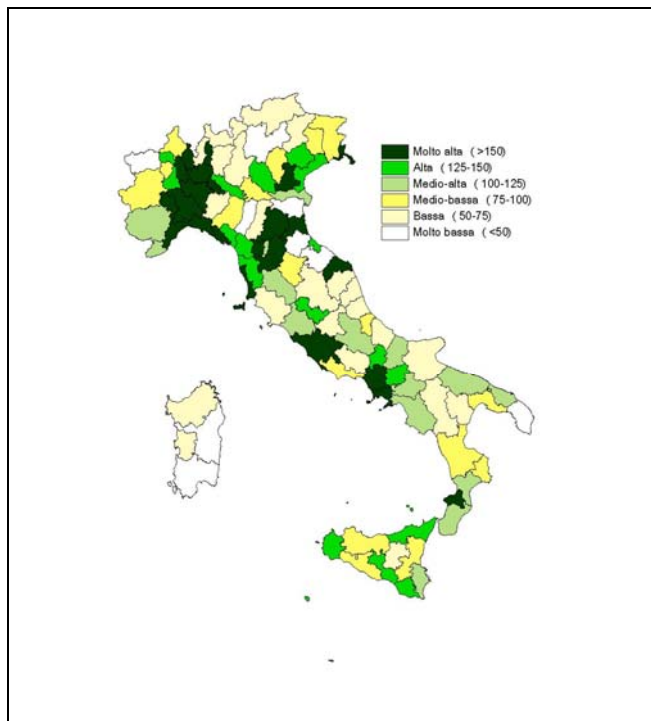 Molto alta (>150)
Alta (125-150)
Medio-alta (100-125)
Medio-bassa (75-100)
Bassa (50-75)
Molto bassa (<50)